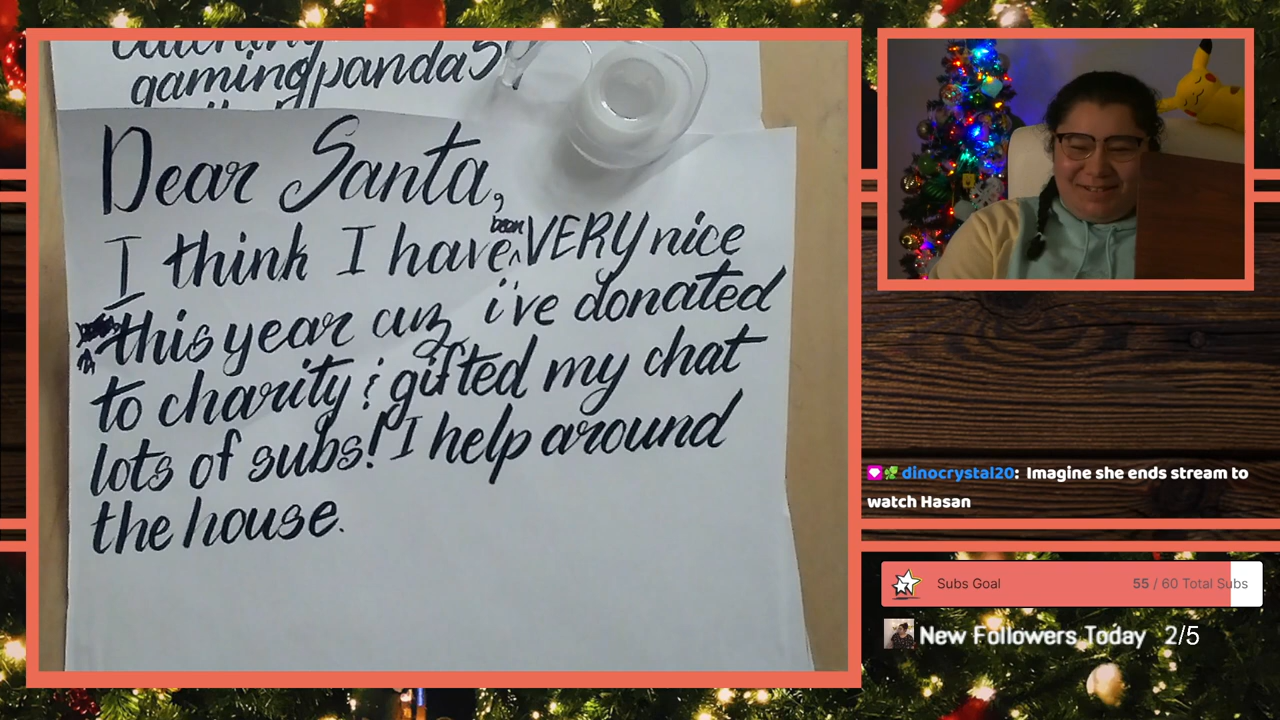 gamingpanda5
Dear Santa,
I think I have been VERY nice
this year cuz i've donated
to charity & gifted my chat
lots of subs! I help around
the house.
dinocrystal20: Imagine she ends stream to
watch Hasan
Subs Goal 55 / 60 Total Subs
New Followers Today 2/5